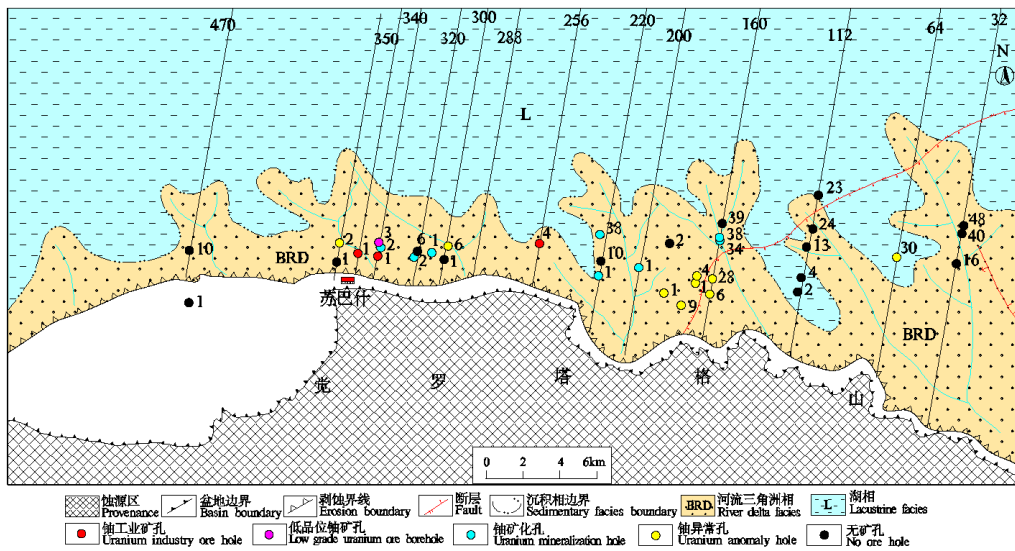 470 350 340 320 300 288 256 200 160 112 64 32
N
L
23
39 48
38 2 1 3 1 6 6 4 2 38 24 40
10 2 10 34 13 30
BRD 1 1 2 1 1 1 4 28 4 16
苏巴什 1 1 6 2
1 9 BRD
觉 罗 塔 格 山
0 2 4 6km
蚀源区 盆地边界 剥蚀界线 断层 沉积相边界 BRD 河流三角洲相 L 湖相
Provenance Basin boundary Erosion boundary Fault Sedimentary facies boundary River delta facies Lacustrine facies
铀工业矿孔 低品位铀矿孔 铀矿化孔 铀异常孔 无矿孔
Uranium industry ore hole Low grade uranium ore borehole Uranium mineralization hole Uranium anomaly hole No ore hole